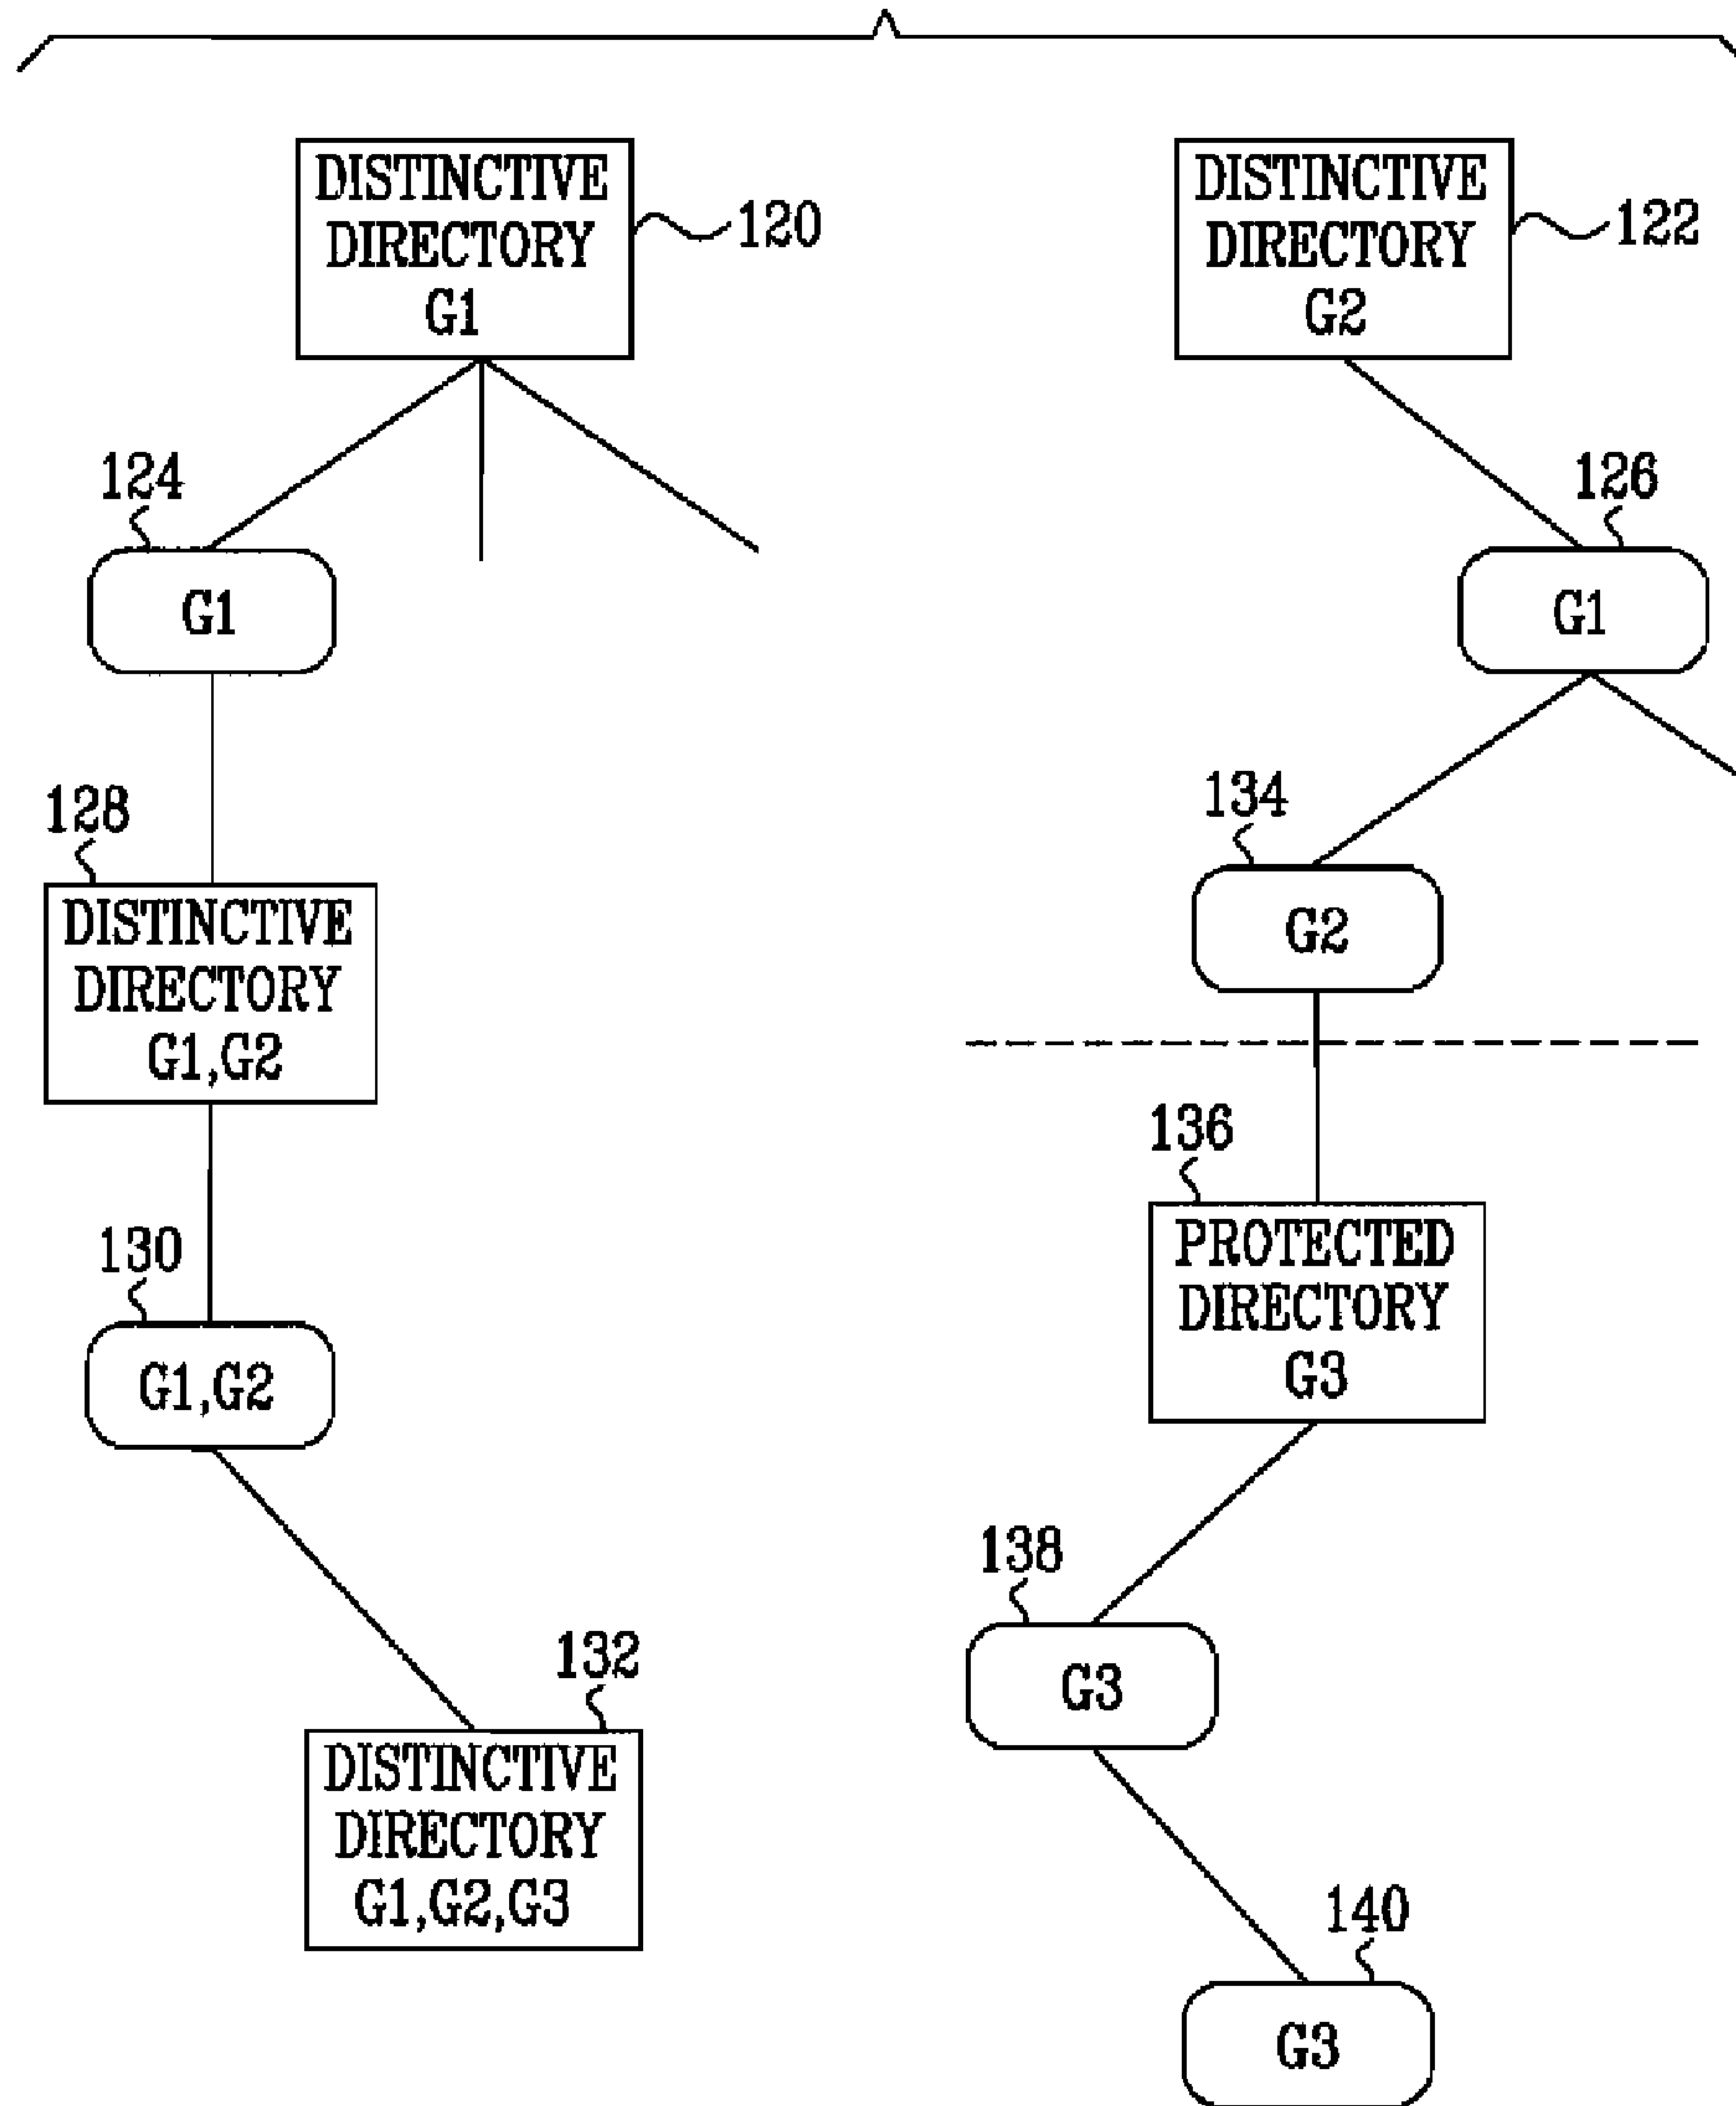 DISTINCTIVE
DIRECTORY
G1
120
DISTINCTIVE
DIRECTORY
G2
122
124
G1
126
G1
128
DISTINCTIVE
DIRECTORY
G1,G2
134
G2
130
G1,G2
136
PROTECTED
DIRECTORY
G3
132
DISTINCTIVE
DIRECTORY
G1,G2,G3
138
G3
140
G3